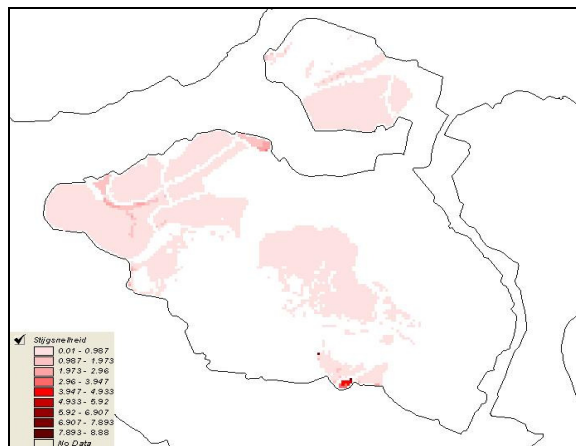 Stijgsnelheid
0.01 - 0.987
0.987 - 1.973
1.973 - 2.96
2.96 - 3.947
3.947 - 4.933
4.933 - 5.92
5.92 - 6.907
6.907 - 7.893
7.893 - 8.88
No Data